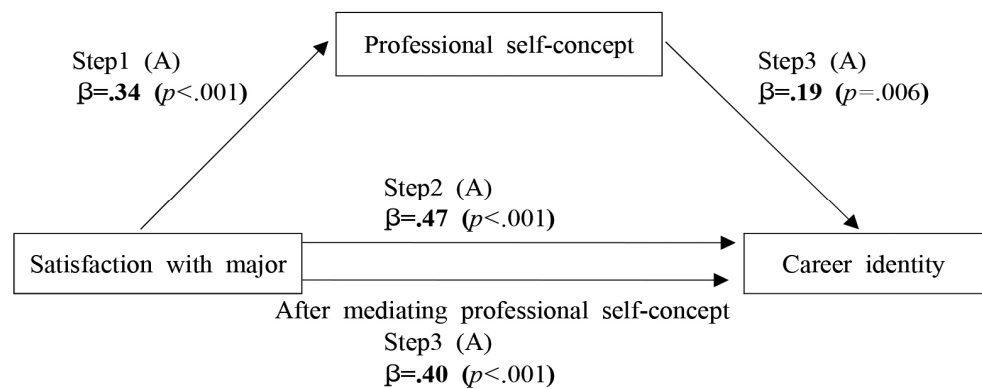 Professional self-concept
Step1 (A)
β=.34 (p<.001)
Step3 (A)
β=.19 (p=.006)
Step2 (A)
β=.47 (p<.001)
Satisfaction with major
Career identity
After mediating professional self-concept
Step3 (A)
β=.40 (p<.001)